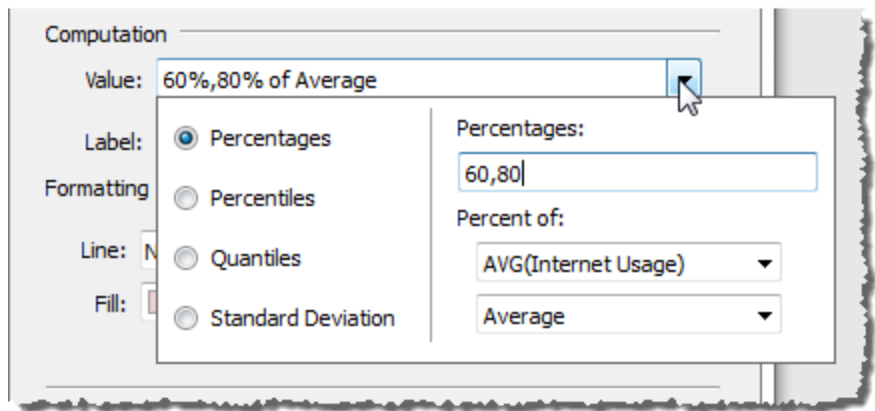 Computation
Value: 60%,80% of Average
Label:
Percentages
Percentages:
60,80
Formatting
Percentiles
Percent of:
Line: N
Quantiles
AVG(Internet Usage)
Fill:
Standard Deviation
Average